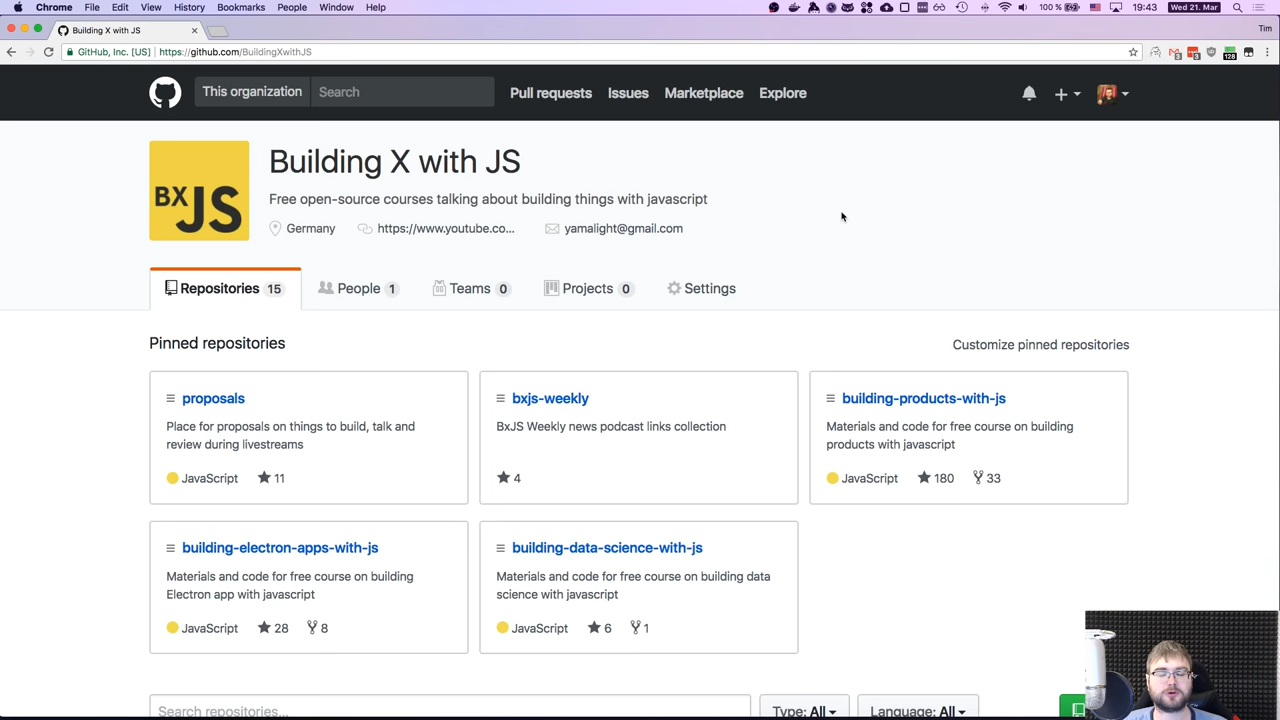 Chrome File Edit View History Bookmarks People Window Help 100 % 19:43 Wed 21. Mar
Building X with JS Tim
GitHub, Inc. [US] https://github.com/BuildingXwithJS 3 3 128
This organization Search Pull requests Issues Marketplace Explore
BX JS
Building X with JS
Free open-source courses talking about building things with javascript
Germany https://www.youtube.co... yamalight@gmail.com
Repositories 15 People 1 Teams 0 Projects 0 Settings
Pinned repositories Customize pinned repositories
proposals
Place for proposals on things to build, talk and
review during livestreams
JavaScript 11
bxjs-weekly
BxJS Weekly news podcast links collection
4
building-products-with-js
Materials and code for free course on building
products with javascript
JavaScript 180 33
building-electron-apps-with-js
Materials and code for free course on building
Electron app with javascript
JavaScript 28 8
building-data-science-with-js
Materials and code for free course on building data
science with javascript
JavaScript 6 1
Search repositories... Type: All Language: All